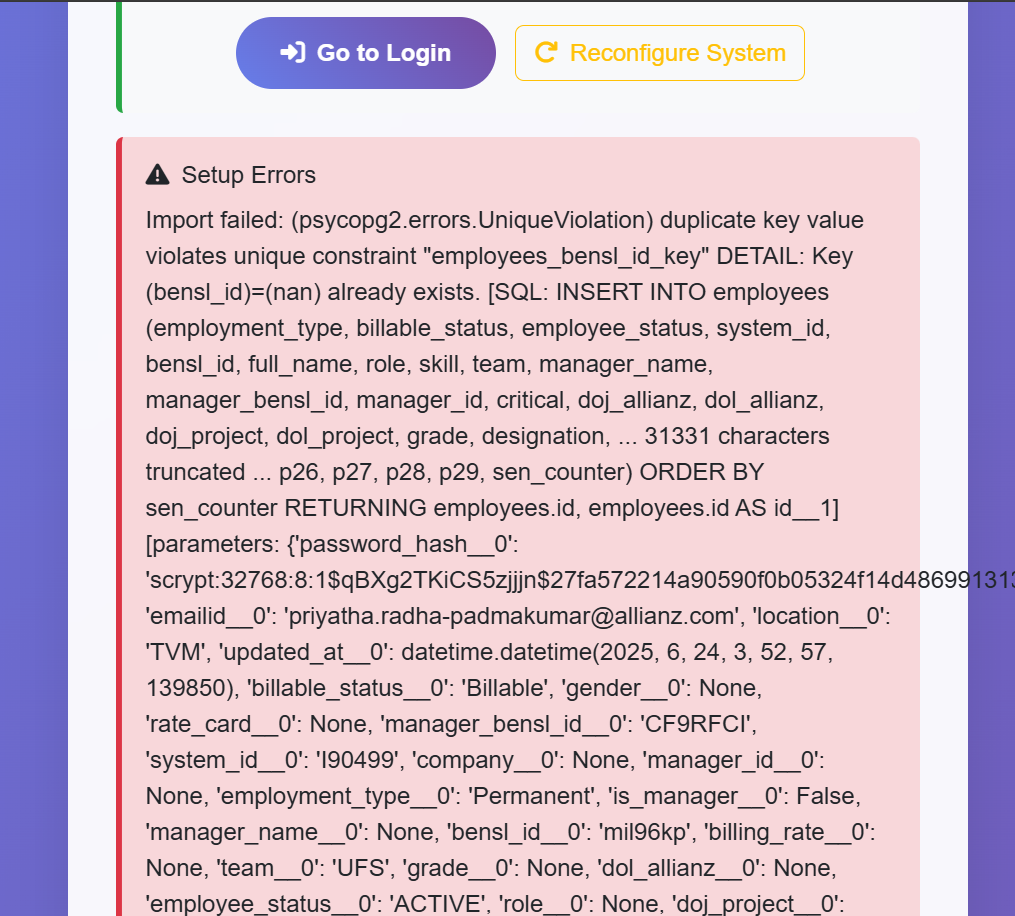 Go to Login
Reconfigure System
Setup Errors
Import failed: (psycopg2.errors.UniqueViolation) duplicate key value
violates unique constraint "employees_bensl_id_key" DETAIL: Key
(bensl_id)=(nan) already exists. [SQL: INSERT INTO employees
(employment_type, billable_status, employee_status, system_id,
bensl_id, full_name, role, skill, team, manager_name,
manager_bensl_id, manager_id, critical, doj_allianz, dol_allianz,
doj_project, dol_project, grade, designation, ... 31331 characters
truncated ... p26, p27, p28, p29, sen_counter) ORDER BY
sen_counter RETURNING employees.id, employees.id AS id__1]
[parameters: {'password_hash__0':
'scrypt:32768:8:1$qBXg2TKiCS5zjjjn$27fa572214a90590f0b05324f14d486991313
'emailid__0': 'priyatha.radha-padmakumar@allianz.com', 'location__0':
'TVM', 'updated_at__0': datetime.datetime(2025, 6, 24, 3, 52, 57,
139850), 'billable_status__0': 'Billable', 'gender__0': None,
'rate_card__0': None, 'manager_bensl_id__0': 'CF9RFCI',
'system_id__0': 'I90499', 'company__0': None, 'manager_id__0':
None, 'employment_type__0': 'Permanent', 'is_manager__0': False,
'manager_name__0': None, 'bensl_id__0': 'mil96kp', 'billing_rate__0':
None, 'team__0': 'UFS', 'grade__0': None, 'dol_allianz__0': None,
'employee_status__0': 'ACTIVE', 'role__0': None, 'doj_project__0':